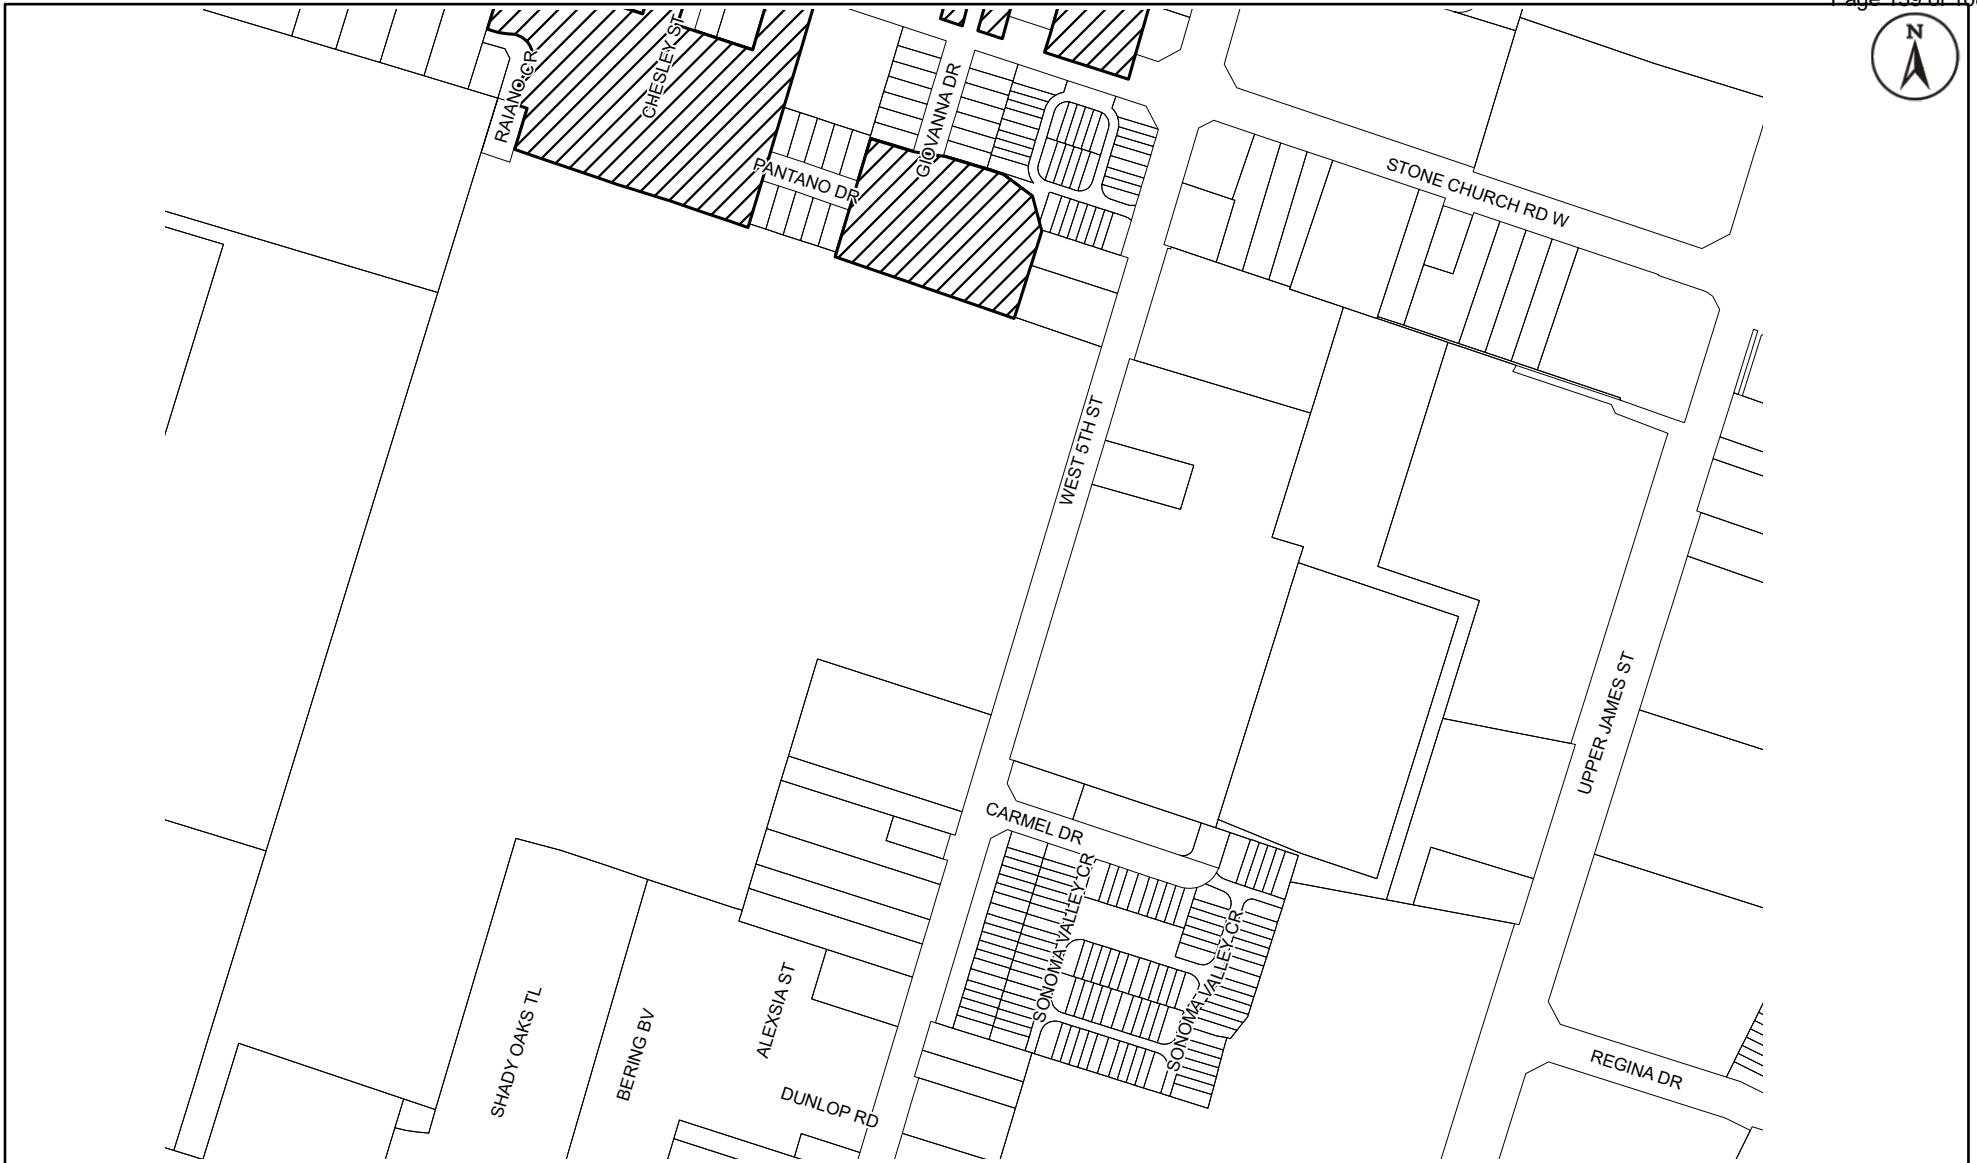 N
RAIANO CR
CHESLEY ST
GIOVANNA DR
PANTANO DR
STONE CHURCH RD W
WEST 5TH ST
UPPER JAMES ST
CARMEL DR
SONOMA VALLEY CR
SONOMA VALLEY CR
SHADY OAKS TL
BERING BV
ALEXSIA ST
DUNLOP RD
REGINA DR